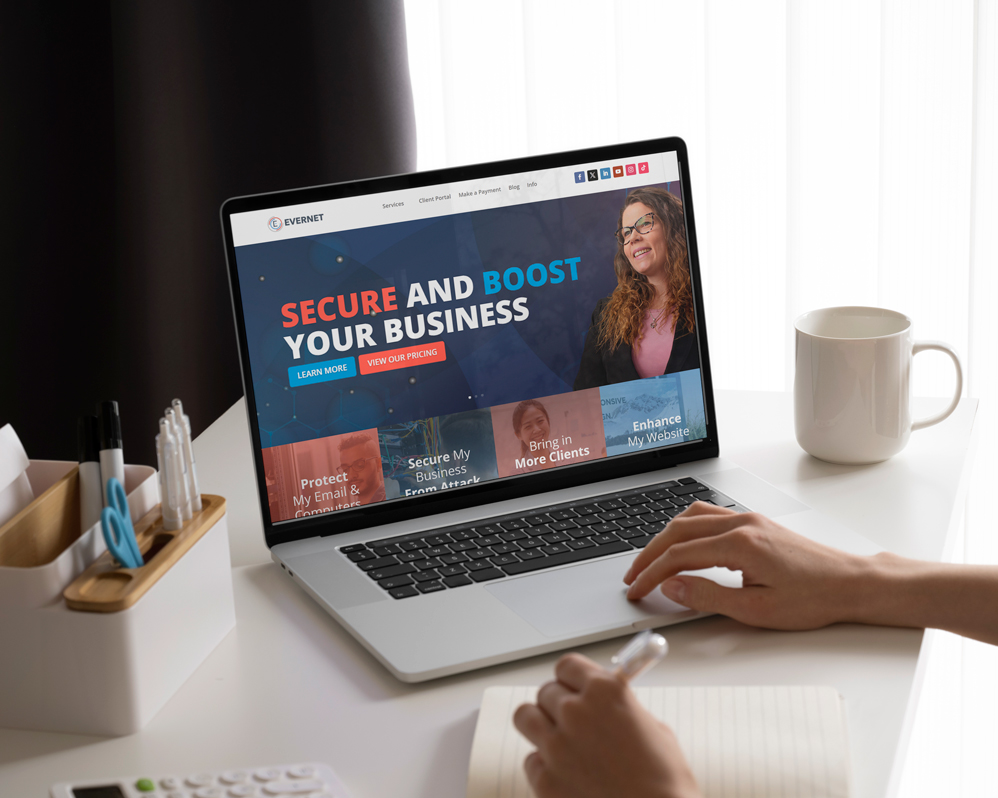 EVERNET
Services Client Portal Make a Payment Blog Info
SECURE AND BOOST
YOUR BUSINESS
LEARN MORE VIEW OUR PRICING
Protect
My Email &
Computers
Secure My
Business
From Attack
Bring in
More Clients
Enhance
My Website